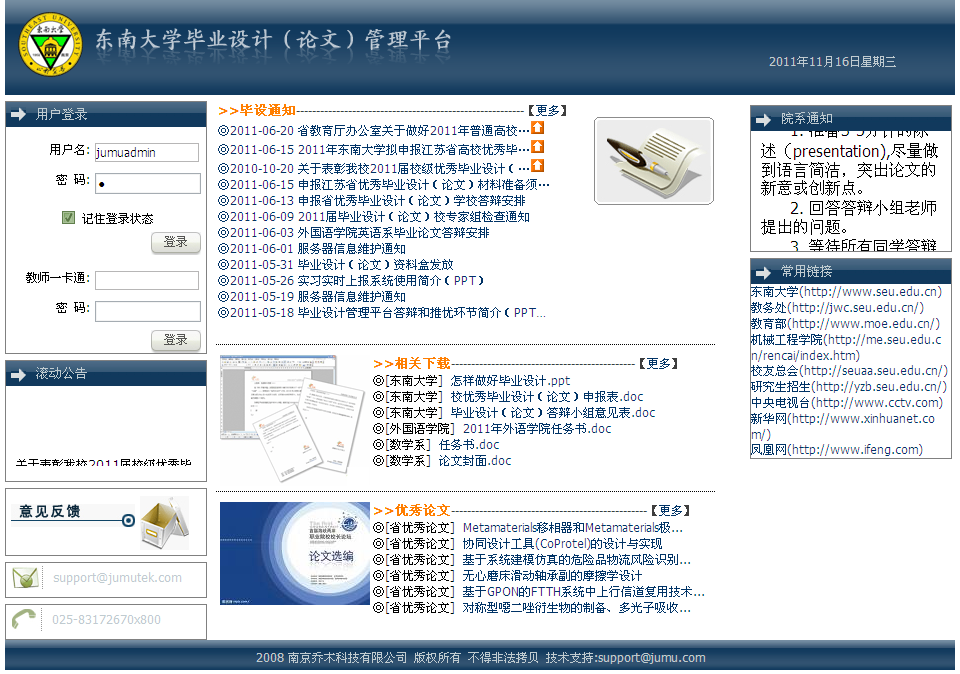 SOUTHEAST UNIVERSITY
东南大学毕业设计（论文）管理平台
2011年11月16日星期三
用户登录
用户名: jumuadmin
密 码:
记住登录状态
登录
教师一卡通:
密 码:
登录
滚动公告
关于表彰我校2011届校级优秀毕
意见反馈
support@jumutek.com
025-83172670x800
>>毕设通知【更多】
◎2011-06-20 省教育厅办公室关于做好2011年普通高校…
◎2011-06-15 2011年东南大学拟申报江苏省高校优秀毕…
◎2010-10-20 关于表彰我校2011届校级优秀毕业设计（…
◎2011-06-15 申报江苏省优秀毕业设计（论文）材料准备须…
◎2011-06-13 申报省优秀毕业设计（论文）学校答辩安排
◎2011-06-09 2011届毕业设计（论文）校专家组检查通知
◎2011-06-03 外国语学院英语系毕业论文答辩安排
◎2011-06-01 服务器信息维护通知
◎2011-05-31 毕业设计（论文）资料盒发放
◎2011-05-26 实习实时上报系统使用简介（PPT）
◎2011-05-19 服务器信息维护通知
◎2011-05-18 毕业设计管理平台答辩和推优环节简介（PPT...
>>相关下载【更多】
◎[东南大学] 怎样做好毕业设计.ppt
◎[东南大学] 校优秀毕业设计（论文）申报表.doc
◎[东南大学] 毕业设计（论文）答辩小组意见表.doc
◎[外国语学院] 2011年外语学院任务书.doc
◎[数学系] 任务书.doc
◎[数学系] 论文封面.doc
论文选编
>>优秀论文【更多】
◎[省优秀论文] Metamaterials移相器和Metamaterials极...
◎[省优秀论文] 协同设计工具(CoProtel)的设计与实现
◎[省优秀论文] 基于系统建模仿真的危险品物流风险识别...
◎[省优秀论文] 无心磨床滑动轴承副的摩擦学设计
◎[省优秀论文] 基于GPON的FTTH系统中上行信道复用技术...
◎[省优秀论文] 对称型噁二唑衍生物的制备、多光子吸收...
院系通知
1. 准备3-5分钟的陈
述（presentation),尽量做
到语言简洁，突出论文的
新意或创新点。
2. 回答答辩小组老师
提出的问题。
3. 等待所有同学答辩
常用链接
东南大学(http://www.seu.edu.cn)
教务处(http://jwc.seu.edu.cn/)
教育部(http://www.moe.edu.cn/)
机械工程学院(http://me.seu.edu.c
n/rencai/index.htm)
校友总会(http://seuaa.seu.edu.cn/)
研究生招生(http://yzb.seu.edu.cn/)
中央电视台(http://www.cctv.com)
新华网(http://www.xinhuanet.co
m/)
凤凰网(http://www.ifeng.com)
2008 南京乔木科技有限公司 版权所有 不得非法拷贝 技术支持:support@jumu.com